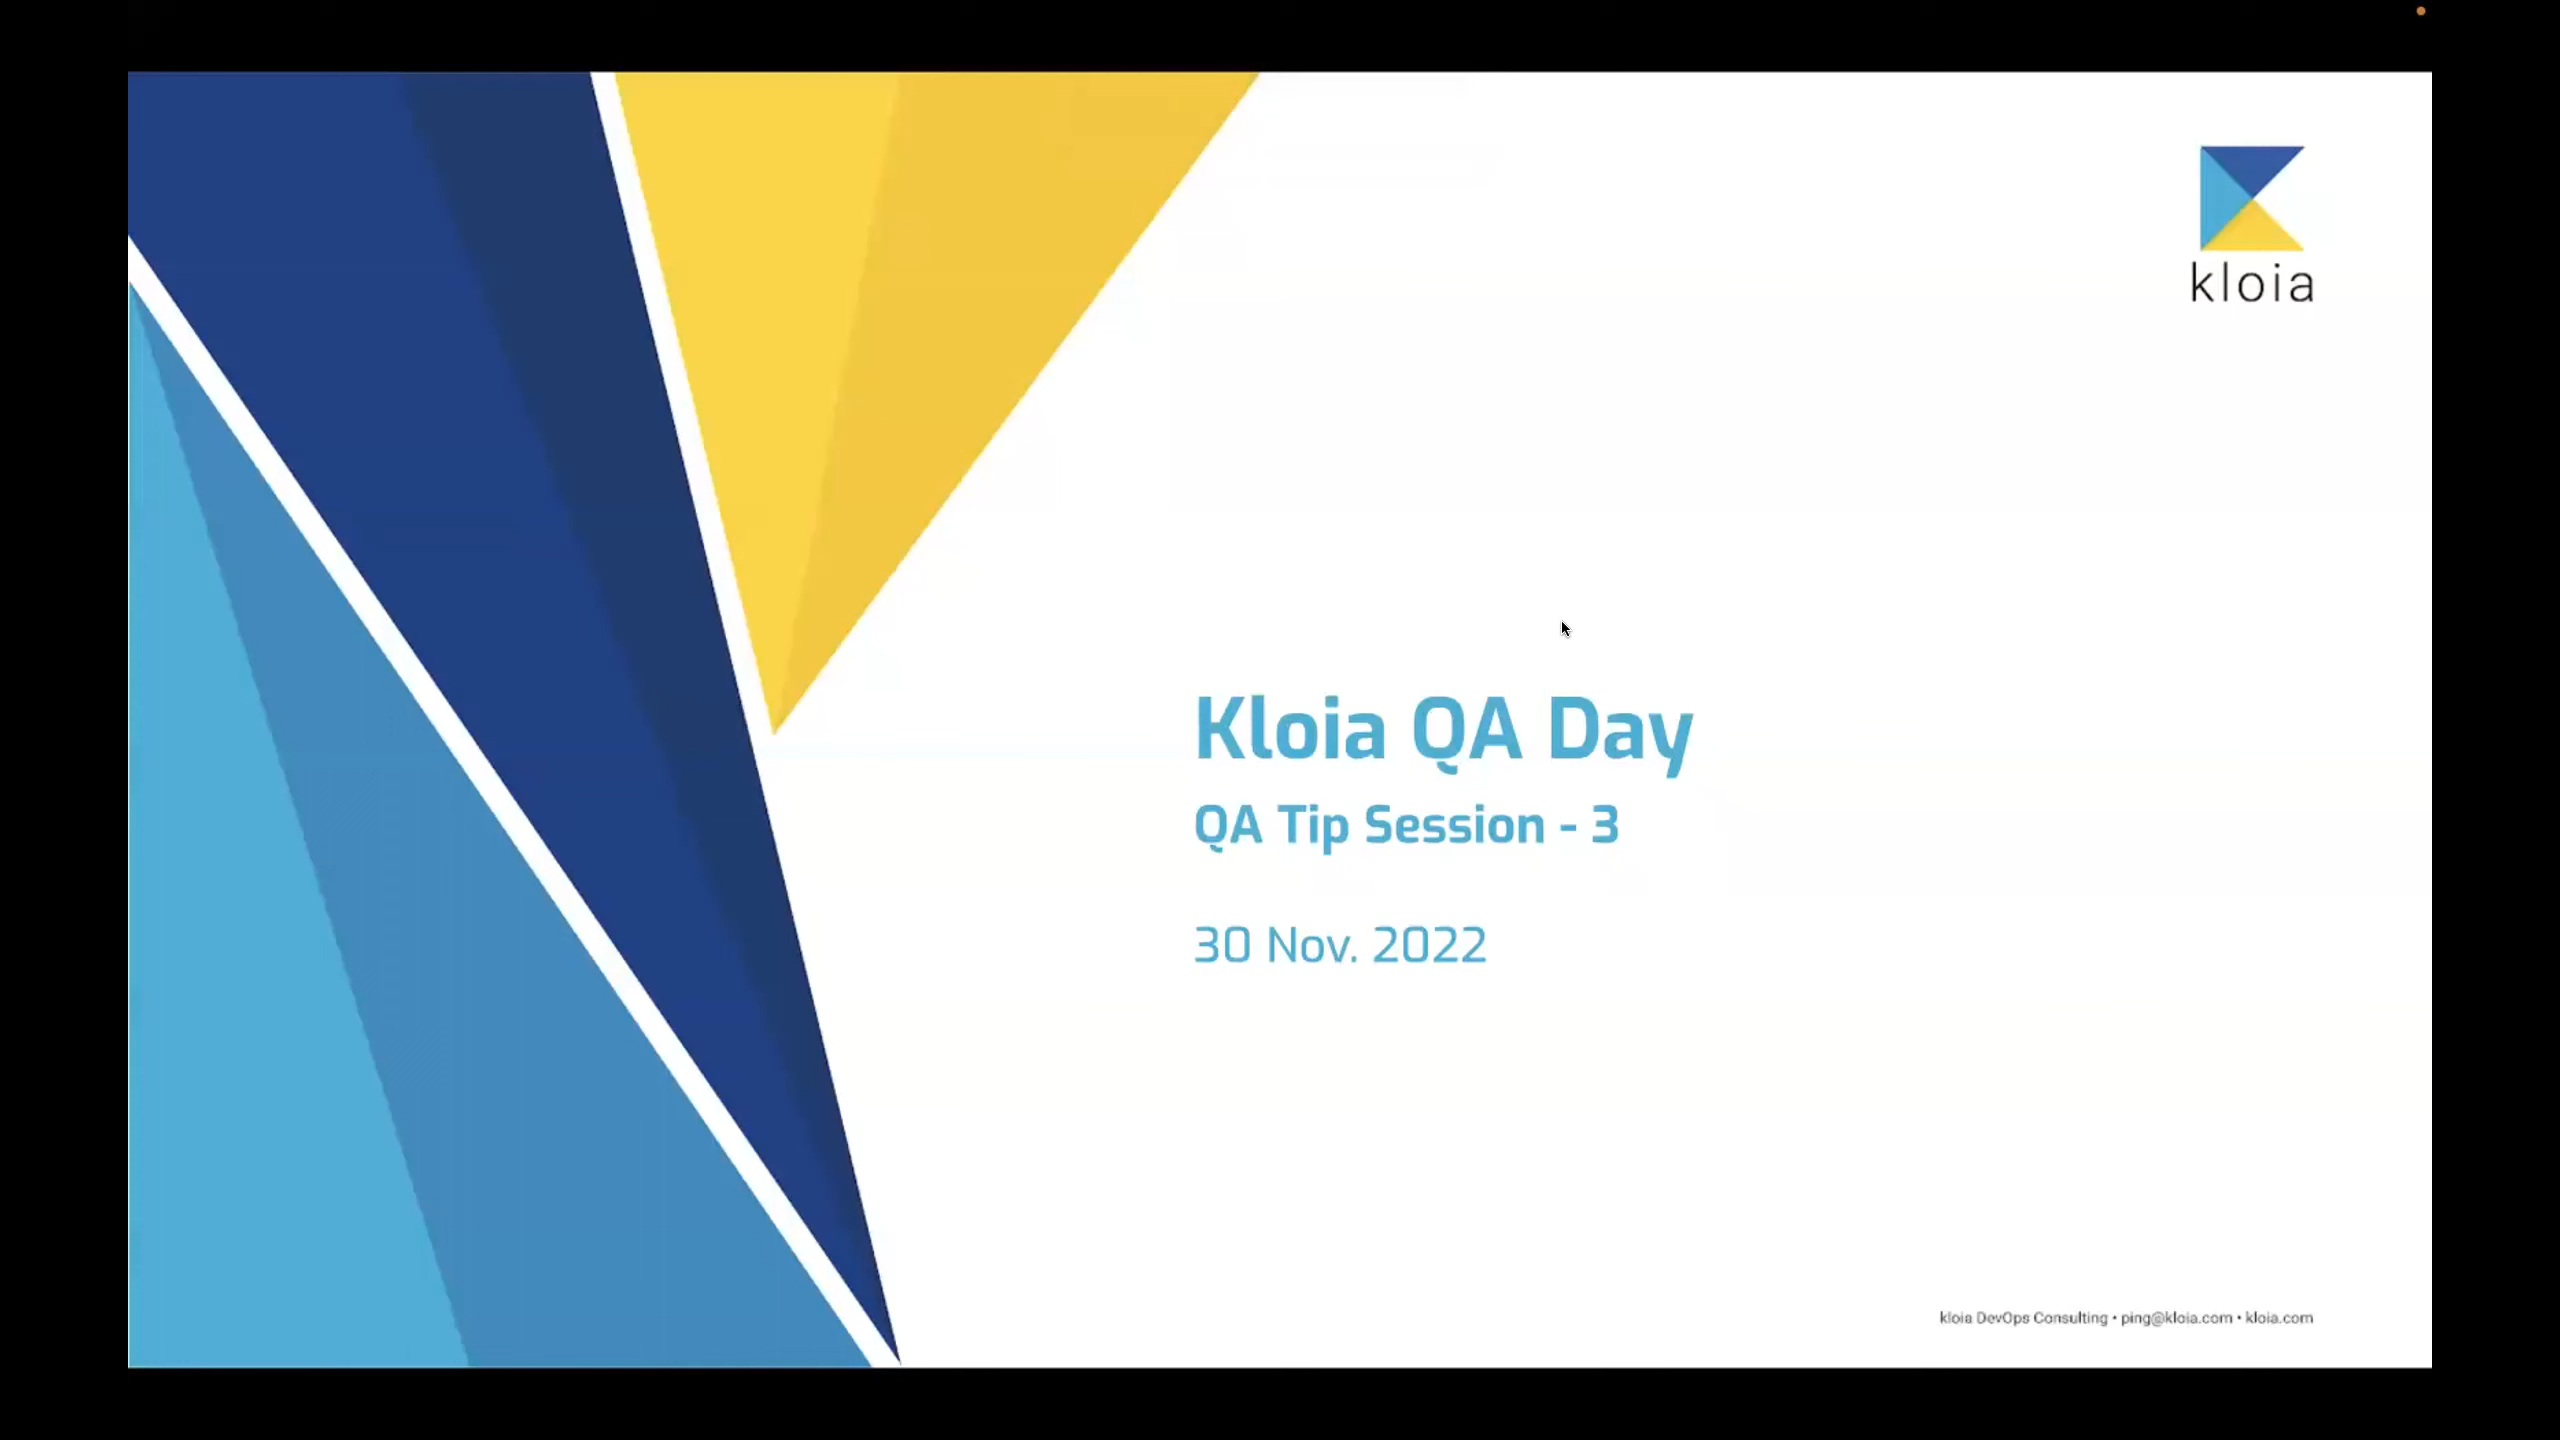 kloia
Kloia QA Day
QA Tip Session - 3
30 Nov. 2022
kloia DevOps Consulting • ping@kloia.com • kloia.com